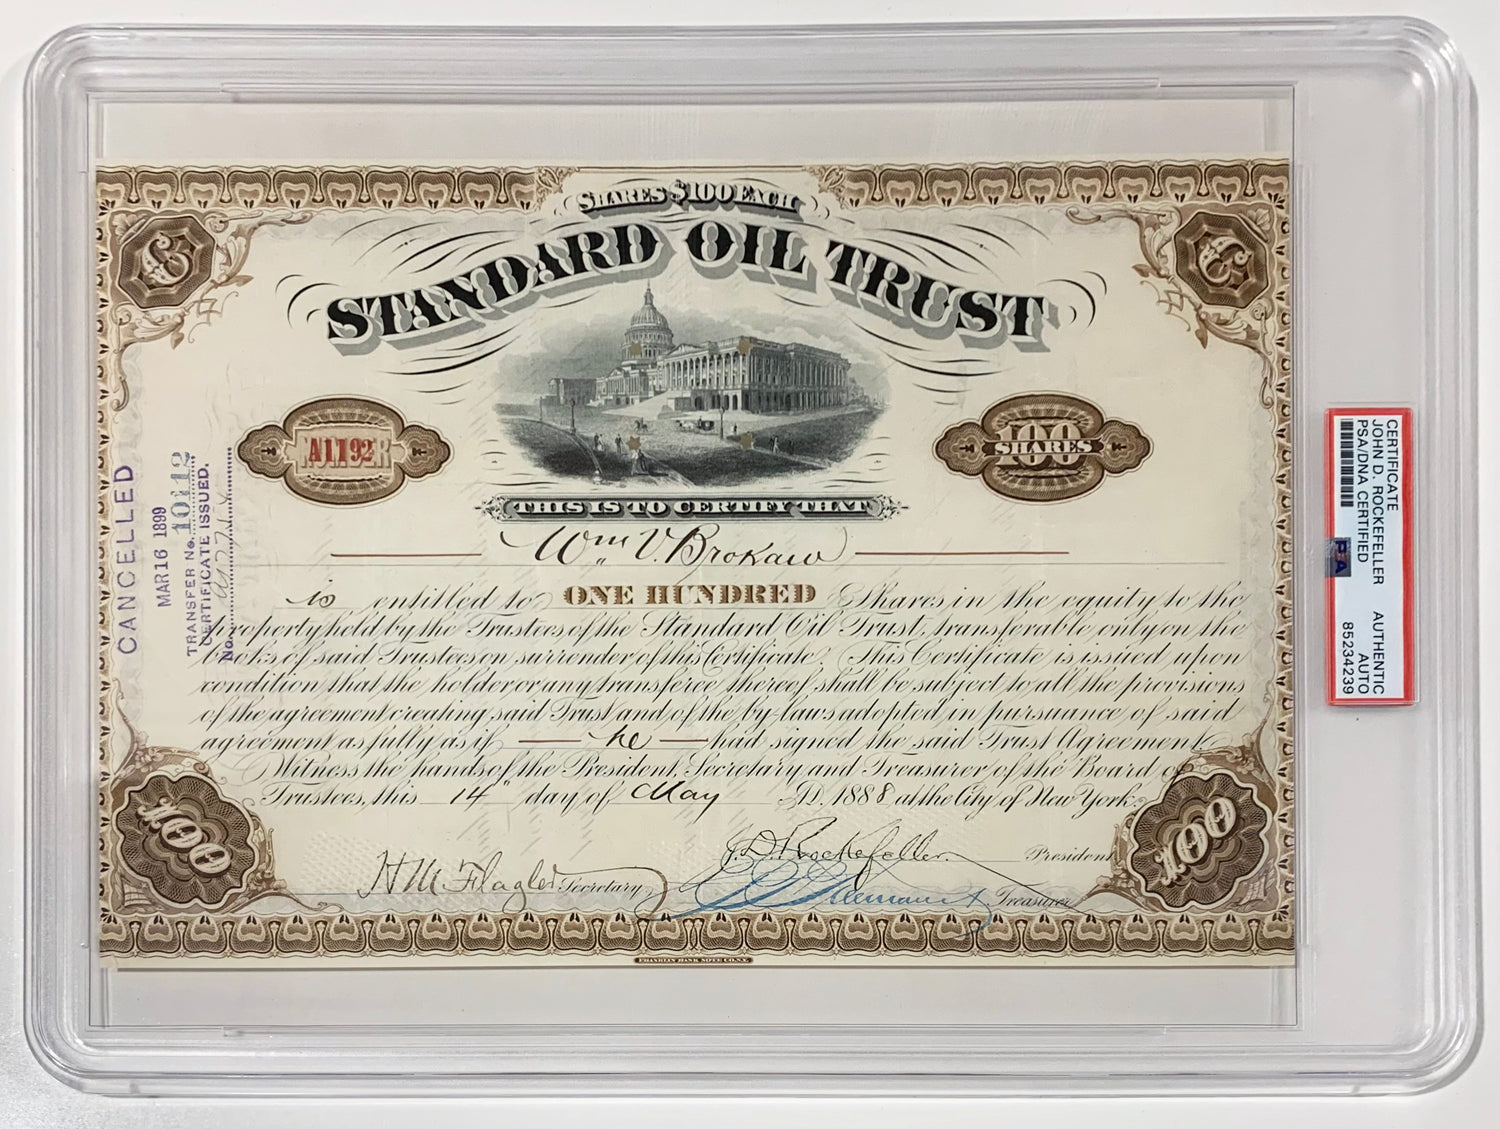 SHARES $100 EACH
STANDARD OIL TRUST
A1192
100
SHARES
THIS IS TO CERTIFY THAT
Wm V. Brokaw
is entitled to ONE HUNDRED Shares in the equity to the
property held by the Trustees of the Standard Oil Trust, transferable only on the
books of said Trustees on surrender of this Certificate. This Certificate is issued upon
condition that the holder or any transferee thereof shall be subject to all the provisions
of the agreement creating said Trust and of the by-laws adopted in pursuance of said
agreement as fully as if he had signed the said Trust Agreement.
Witness the hands of the President, Secretary and Treasurer of the Board of
Trustees, this 14" day of May A.D. 1888 at the City of New York.
J.D. Rockefeller. President
H M Flagler Secretary
Treasurer
100
100
FRANKLIN BANK NOTE CO. N.Y.
CANCELLED
MAR 16 1899
TRANSFER No. 10112
CERTIFICATE ISSUED.
No.
CERTIFICATE
JOHN D. ROCKEFELLER
PSA/DNA CERTIFIED
AUTHENTIC
AUTO
85234239
PSA